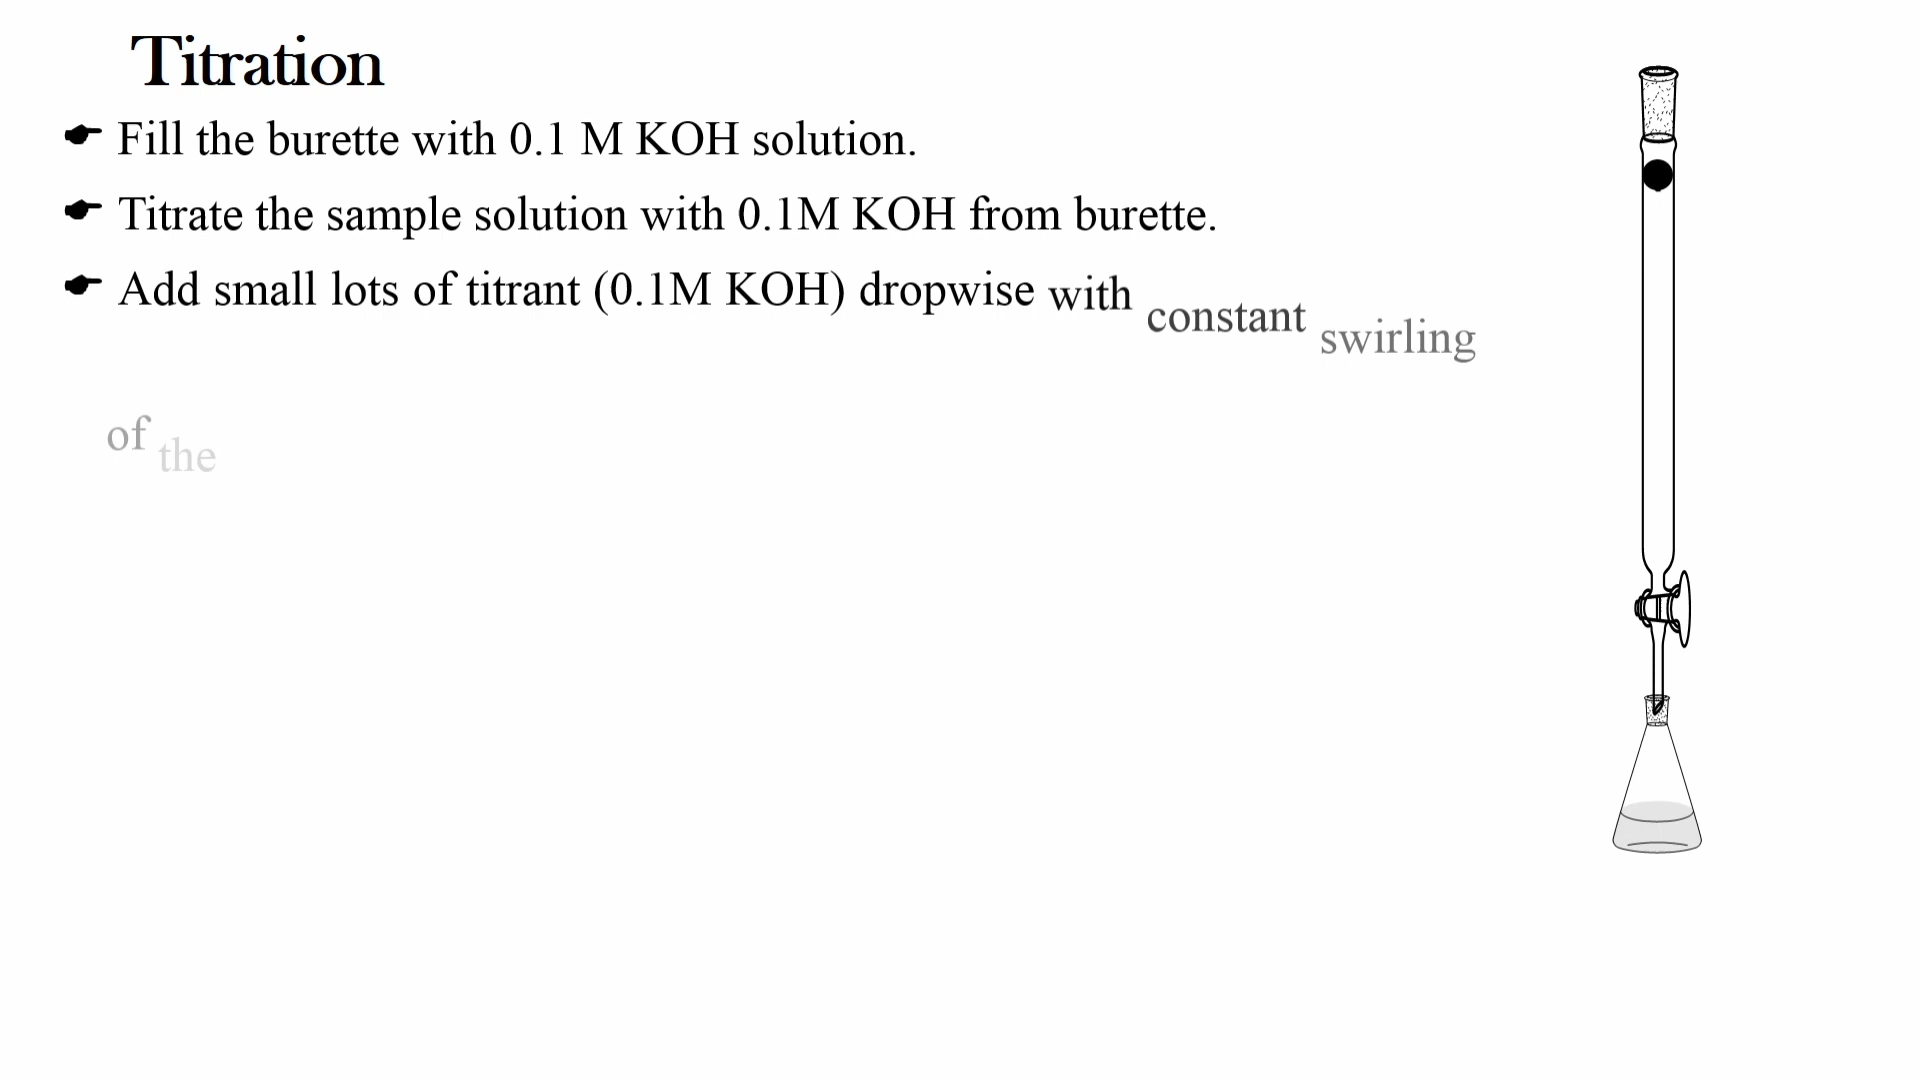 Titration
Fill the burette with 0.1 M KOH solution.
Titrate the sample solution with 0.1M KOH from burette.
Add small lots of titrant (0.1M KOH) dropwise with constant swirling
of the